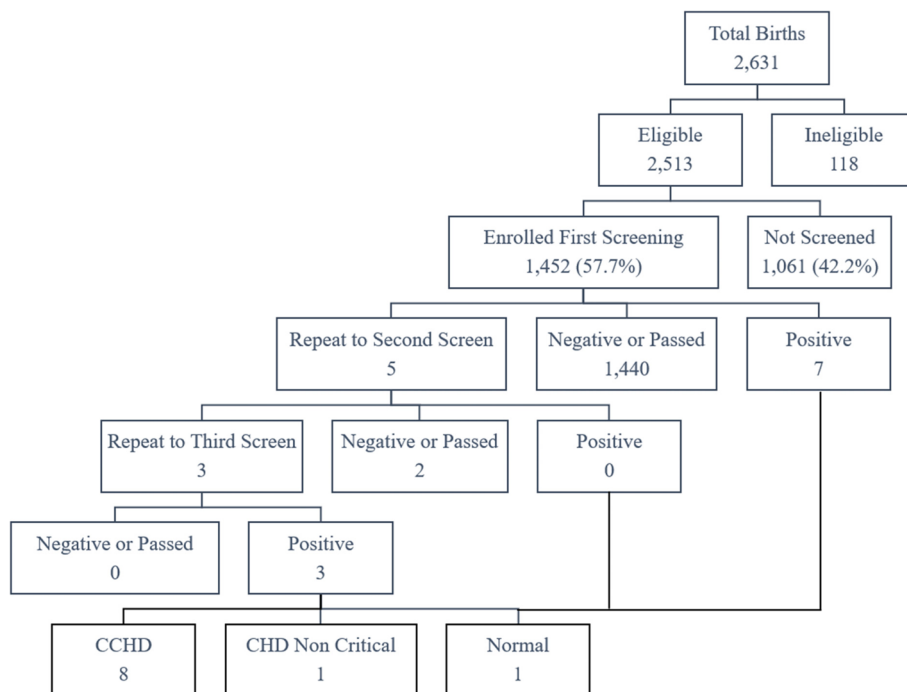 Total Births
2,631
Eligible
2,513
Ineligible
118
Enrolled First Screening
1,452 (57.7%)
Not Screened
1,061 (42.2%)
Repeat to Second Screen
5
Negative or Passed
1,440
Positive
7
Repeat to Third Screen
3
Negative or Passed
2
Positive
0
Negative or Passed
0
Positive
3
CCHD
8
CHD Non Critical
1
Normal
1